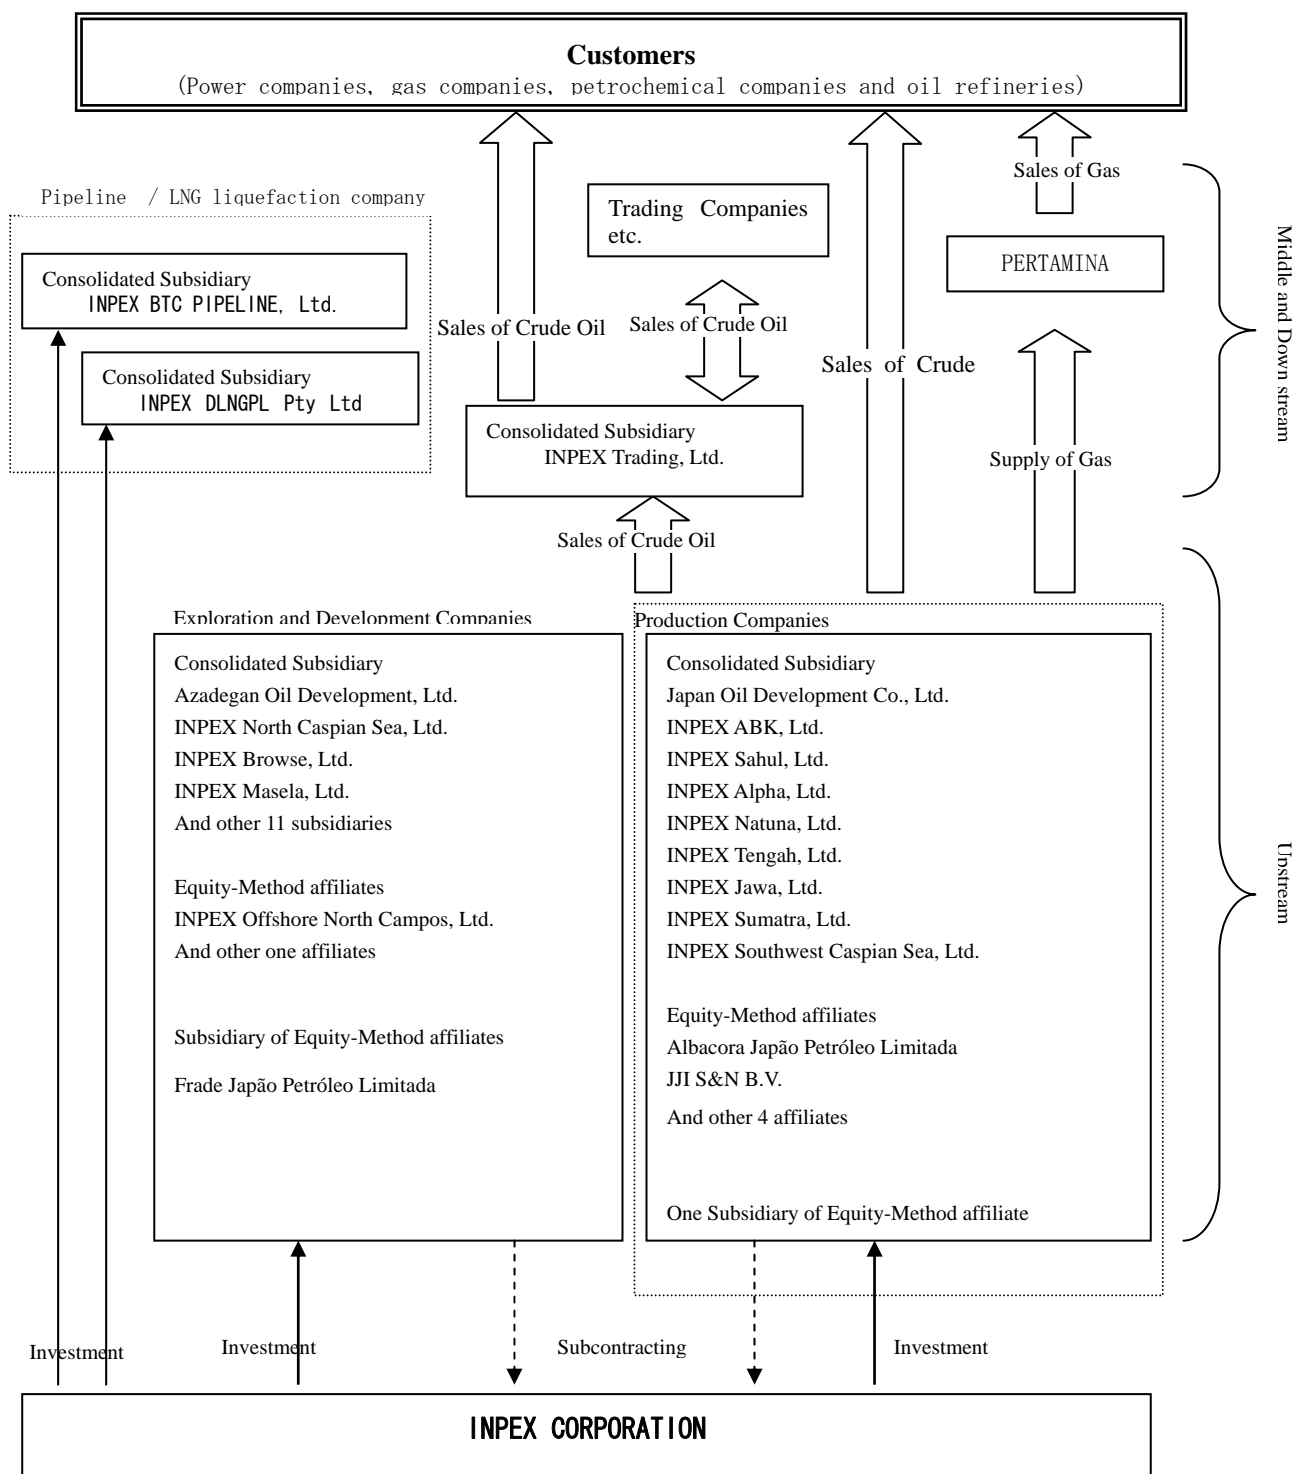 Customers
(Power companies, gas companies, petrochemical companies and oil refineries)
Sales of Gas
Pipeline / LNG liquefaction company
Trading Companies
etc.
PERTAMINA
Consolidated Subsidiary
INPEX BTC PIPELINE, Ltd.
Sales of Crude Oil
Sales of Crude Oil
Sales of Crude
Consolidated Subsidiary
INPEX DLNGPL Pty Ltd
Consolidated Subsidiary
INPEX Trading, Ltd.
Supply of Gas
Middle and Down stream
Sales of Crude Oil
Exploration and Development Companies
Consolidated Subsidiary
Azadegan Oil Development, Ltd.
INPEX North Caspian Sea, Ltd.
INPEX Browse, Ltd.
INPEX Masela, Ltd.
And other 11 subsidiaries
Equity-Method affiliates
INPEX Offshore North Campos, Ltd.
And other one affiliates
Subsidiary of Equity-Method affiliates
Frade Japão Petróleo Limitada
Production Companies
Consolidated Subsidiary
Japan Oil Development Co., Ltd.
INPEX ABK, Ltd.
INPEX Sahul, Ltd.
INPEX Alpha, Ltd.
INPEX Natuna, Ltd.
INPEX Tengah, Ltd.
INPEX Jawa, Ltd.
INPEX Sumatra, Ltd.
INPEX Southwest Caspian Sea, Ltd.
Equity-Method affiliates
Albacora Japão Petróleo Limitada
JJI S&N B.V.
And other 4 affiliates
One Subsidiary of Equity-Method affiliate
Upstream
Investment
Investment
Subcontracting
Investment
INPEX CORPORATION